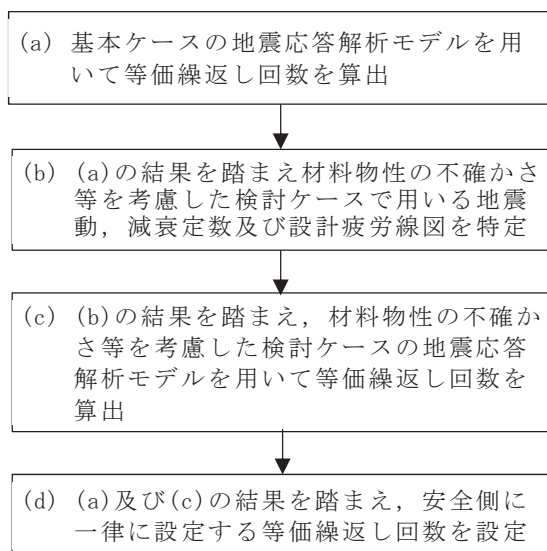 (a) 基本ケースの地震応答解析モデルを用
いて等価繰返し回数を算出
(b) (a)の結果を踏まえ材料物性の不確かさ
等を考慮した検討ケースで用いる地震
動，減衰定数及び設計疲労線図を特定
(c) (b)の結果を踏まえ，材料物性の不確か
さ等を考慮した検討ケースの地震応答
解析モデルを用いて等価繰返し回数を
算出
(d) (a)及び(c)の結果を踏まえ，安全側に
一律に設定する等価繰返し回数を設定